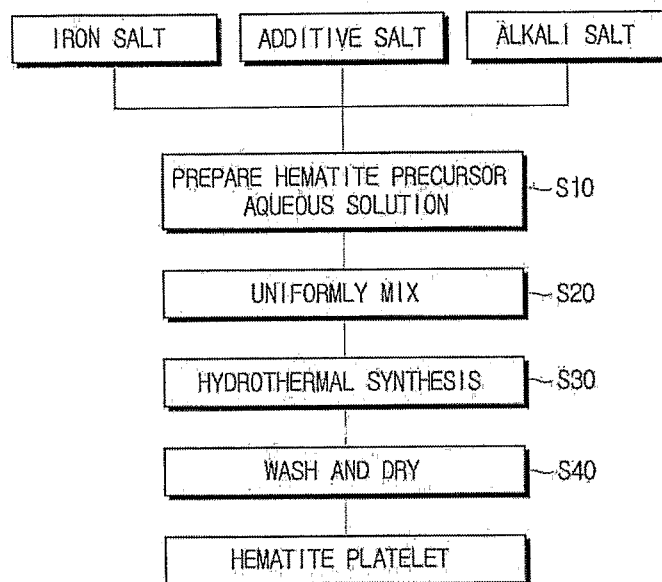 IRON SALT
ADDITIVE SALT
ALKALI SALT
PREPARE HEMATITE PRECURSOR
AQUEOUS SOLUTION
S10
UNIFORMLY MIX
S20
HYDROTHERMAL SYNTHESIS
S30
WASH AND DRY
S40
HEMATITE PLATELET